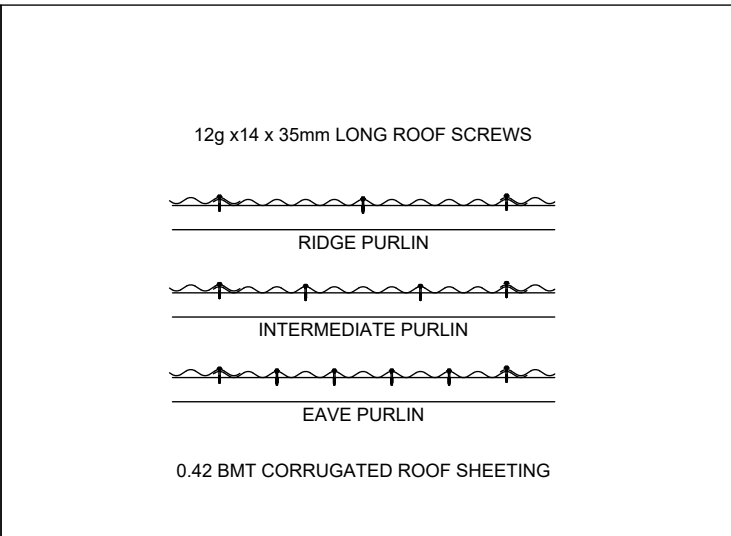 12g x14 x 35mm LONG ROOF SCREWS
RIDGE PURLIN
INTERMEDIATE PURLIN
EAVE PURLIN
0.42 BMT CORRUGATED ROOF SHEETING